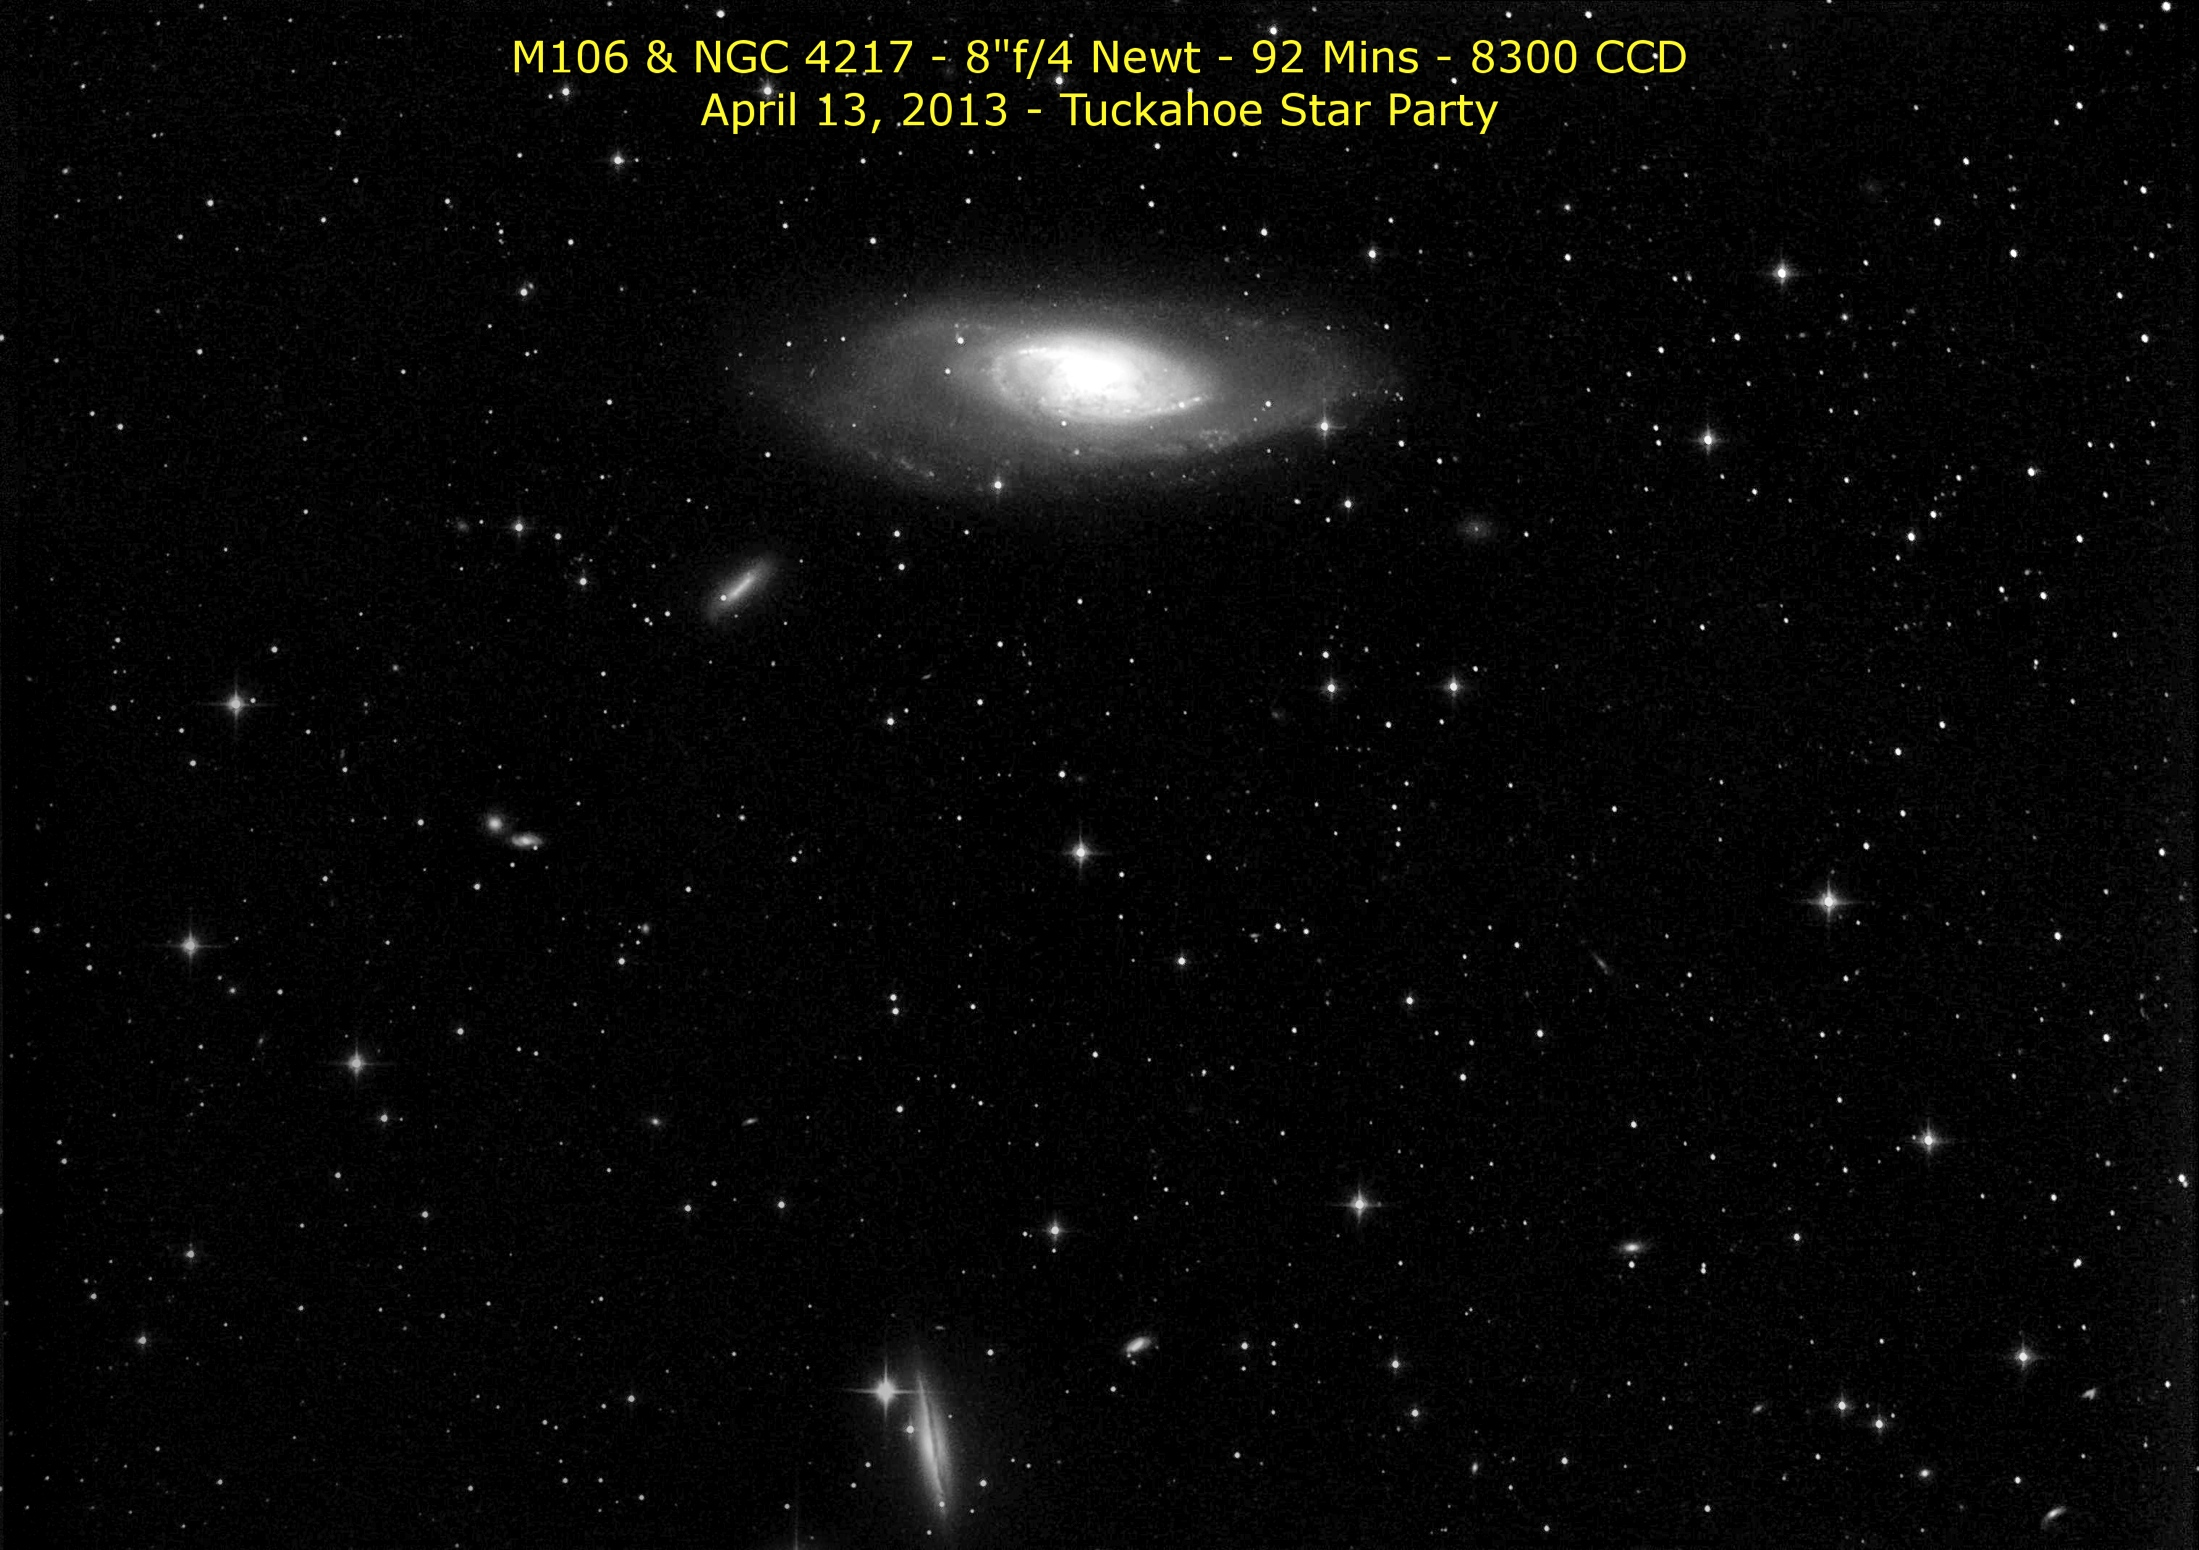 M106 & NGC 4217 - 8"f/4 Newt - 92 Mins - 8300 CCD
April 13, 2013 - Tuckahoe Star Party